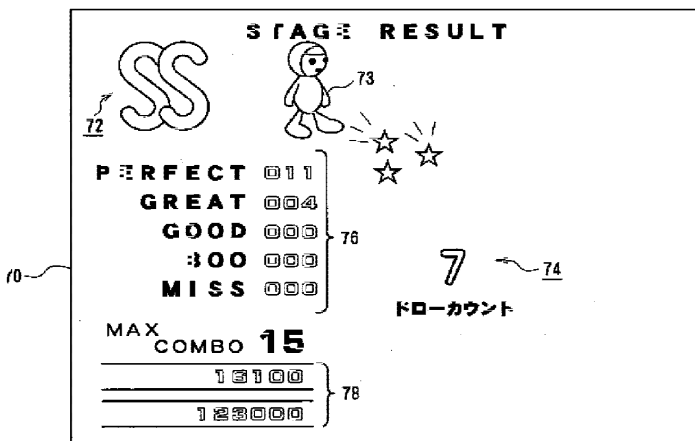 STAGE RESULT
SS
72
73
PERFECT 011
GREAT 004
GOOD 000
BOO 000
MISS 000
76
70
7
74
ドローカウント
MAX COMBO 15
16100
123000
78